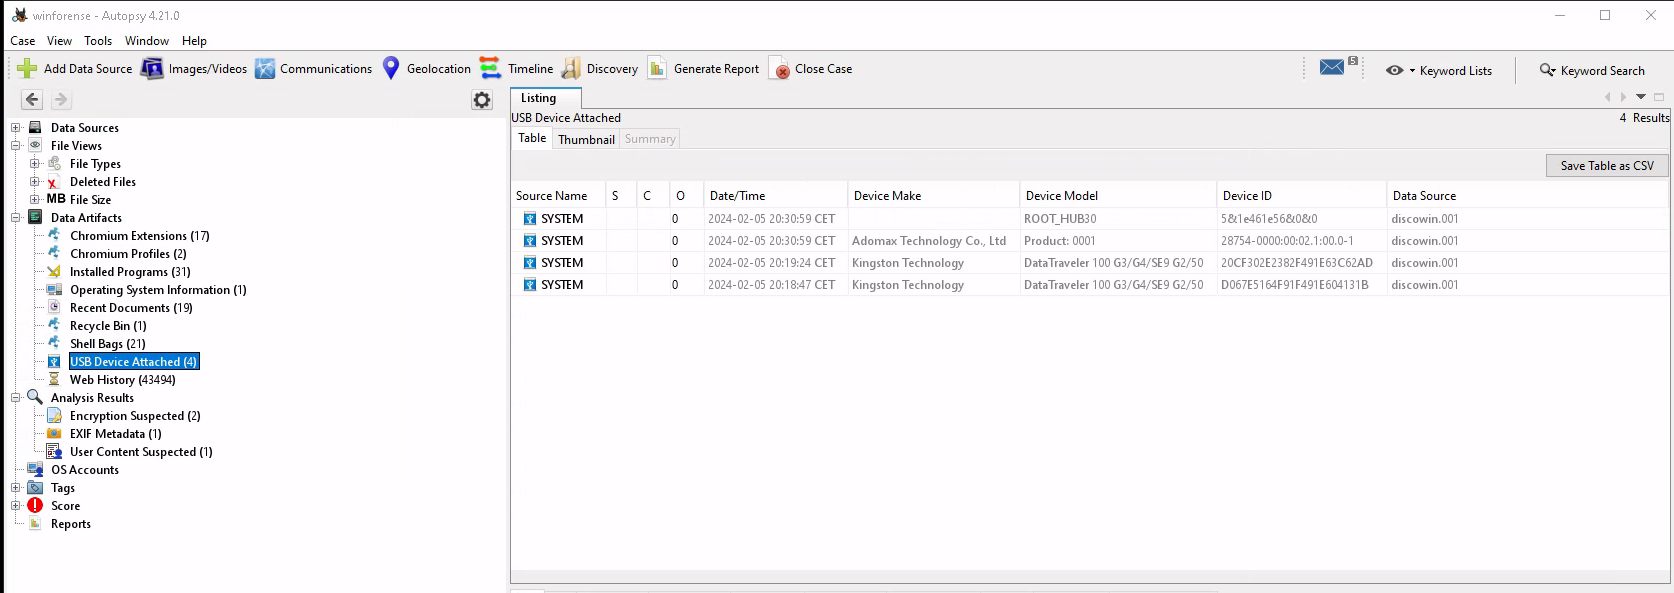 winforense - Autopsy 4.21.0
Case View Tools Window Help
Add Data Source Images/Videos Communications Geolocation Timeline Discovery Generate Report Close Case 5 Keyword Lists Keyword Search
Listing
USB Device Attached 4 Results
Table Thumbnail Summary
Save Table as CSV
Source Name S C O Date/Time Device Make Device Model Device ID Data Source
SYSTEM 0 2024-02-05 20:30:59 CET ROOT_HUB30 5&1e461e56&0&0 discowin.001
SYSTEM 0 2024-02-05 20:30:59 CET Adomax Technology Co., Ltd Product: 0001 28754-0000:00:02.1:00.0-1 discowin.001
SYSTEM 0 2024-02-05 20:19:24 CET Kingston Technology DataTraveler 100 G3/G4/SE9 G2/50 20CF302E2382F491E63C62AD discowin.001
SYSTEM 0 2024-02-05 20:18:47 CET Kingston Technology DataTraveler 100 G3/G4/SE9 G2/50 D067E5164F91F491E604131B discowin.001
Data Sources
File Views
File Types
Deleted Files
MB File Size
Data Artifacts
Chromium Extensions (17)
Chromium Profiles (2)
Installed Programs (31)
Operating System Information (1)
Recent Documents (19)
Recycle Bin (1)
Shell Bags (21)
USB Device Attached (4)
Web History (43494)
Analysis Results
Encryption Suspected (2)
EXIF Metadata (1)
User Content Suspected (1)
OS Accounts
Tags
Score
Reports